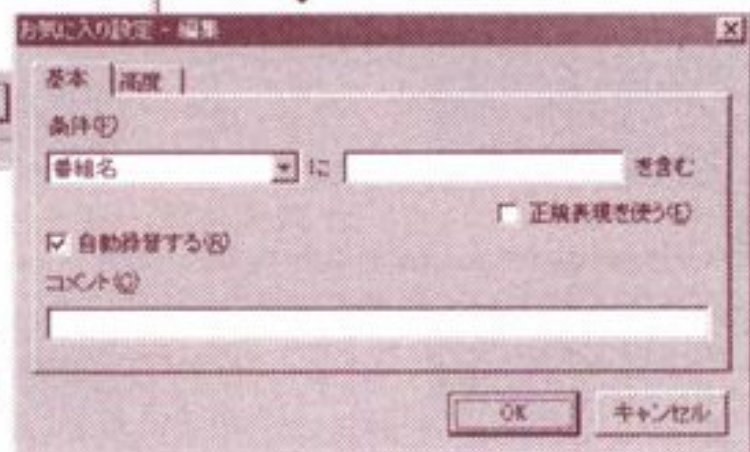 お気に入り設定 - 編集
基本 高度
条件(F)
番組名 に を含む
正規表現を使う(E)
自動録音する(R)
コメント(C)
OK キャンセル